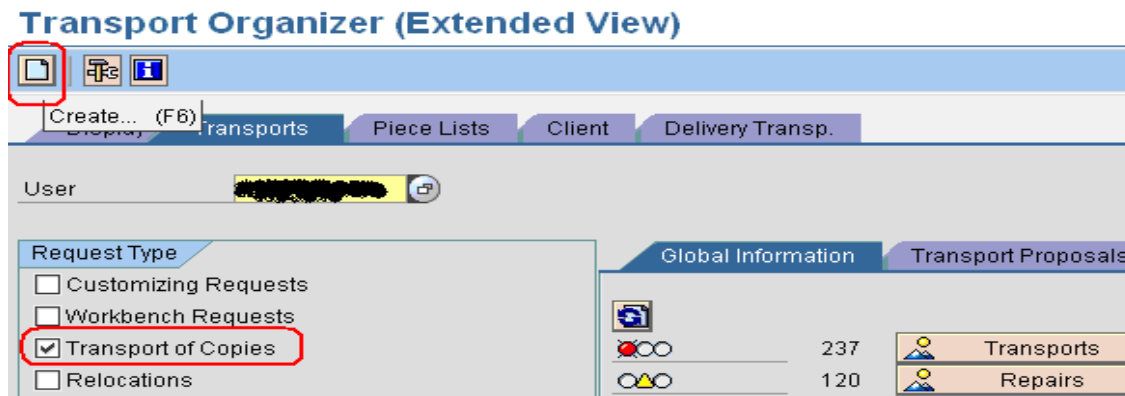 Transport Organizer (Extended View)
Create... (F6)
Display Transports Piece Lists Client Delivery Transp.
User
Request Type
Global Information Transport Proposals
Customizing Requests
Workbench Requests
Transport of Copies
237 Transports
Relocations
120 Repairs